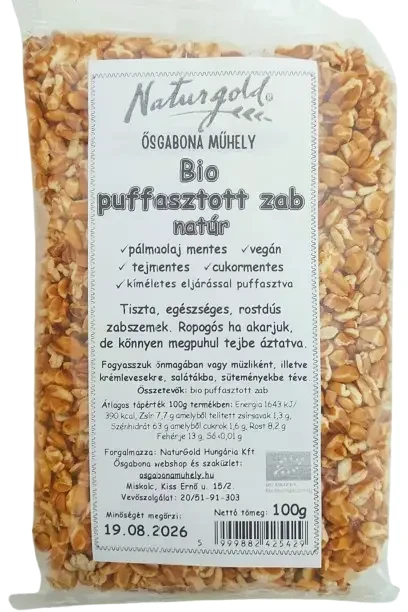 Naturgold®
ŐSGABONA MŰHELY
Bio
puffasztott zab
natúr
✓pálmaolaj mentes ✓vegán
✓ tejmentes ✓cukormentes
✓kíméletes eljárással puffasztva
Tiszta, egészséges, rostdús
zabszemek. Ropogós ha akarjuk,
de könnyen megpuhul tejbe áztatva.
Fogyasszuk önmagában vagy müzliként, illetve
krémlevesekre, salátákba, süteményekbe téve
Összetevők: bio puffasztott zab
Átlagos tápérték 100g termékben: Energia 1643 kJ/
390 kcal, Zsír 7,7 g amelyből telített zsírsavak 1,3 g,
Szénhidrát 63 g amelyből cukrok 1,6 g, Rost 8,2 g
Fehérje 13 g, Só <0,01 g
Forgalmazza: NaturGold Hungária Kft
Ősgabona webshop és szaküzlet:
osgabonamuhely.hu
Miskolc, Kiss Ernő u. 15/2.
Vevőszolgálat: 20/51-91-303
Minőségét megőrzi:
19.08.2026
Nettó tömeg: 100g
5 999882 425429